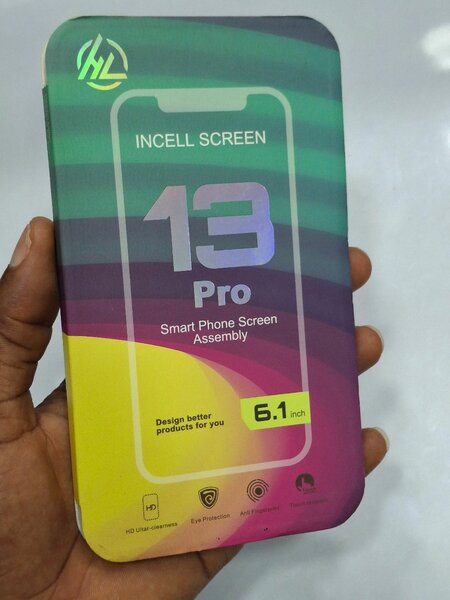 HL
INCELL SCREEN
13
Pro
Smart Phone Screen
Assembly
6.1 inch
Design better
products for you
HD
HD Ultar-clearness
Eye Protection
Anti Fingerprint